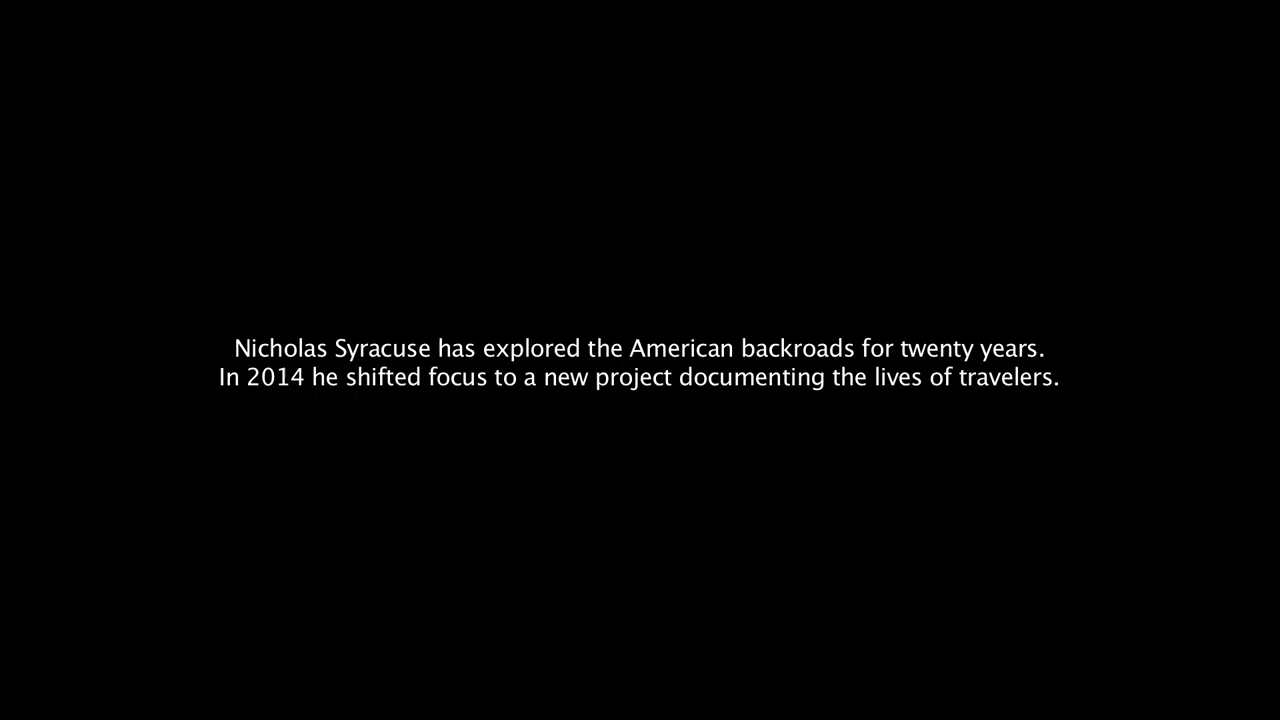 Nicholas Syracuse has explored the American backroads for twenty years.
In 2014 he shifted focus to a new project documenting the lives of travelers.